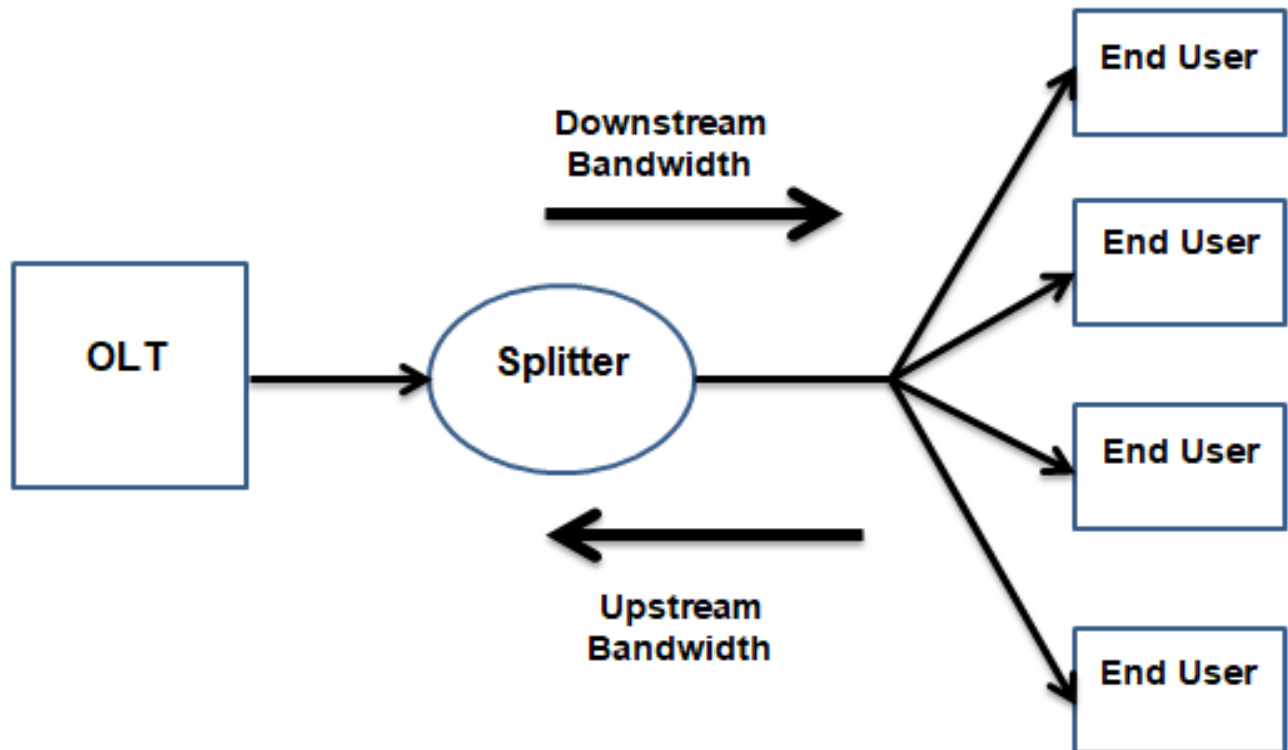 End User
Downstream
Bandwidth
End User
OLT
Splitter
End User
Upstream
Bandwidth
End User